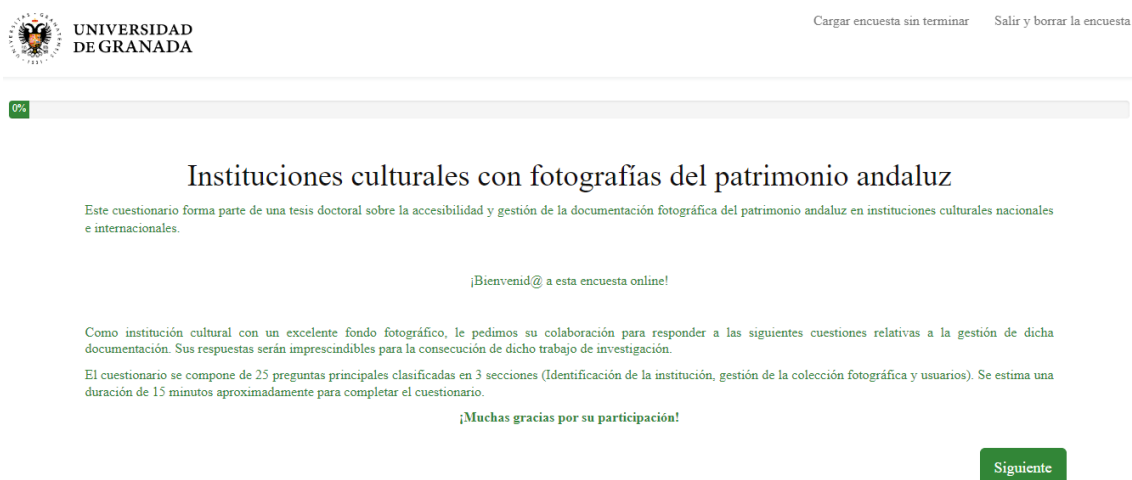 UNIVERSIDAD
DE GRANADA
Cargar encuesta sin terminar Salir y borrar la encuesta
0%
Instituciones culturales con fotografías del patrimonio andaluz
Este cuestionario forma parte de una tesis doctoral sobre la accesibilidad y gestión de la documentación fotográfica del patrimonio andaluz en instituciones culturales nacionales
e internacionales.
¡Bienvenid@ a esta encuesta online!
Como institución cultural con un excelente fondo fotográfico, le pedimos su colaboración para responder a las siguientes cuestiones relativas a la gestión de dicha
documentación. Sus respuestas serán imprescindibles para la consecución de dicho trabajo de investigación.
El cuestionario se compone de 25 preguntas principales clasificadas en 3 secciones (Identificación de la institución, gestión de la colección fotográfica y usuarios). Se estima una
duración de 15 minutos aproximadamente para completar el cuestionario.
¡Muchas gracias por su participación!
Siguiente